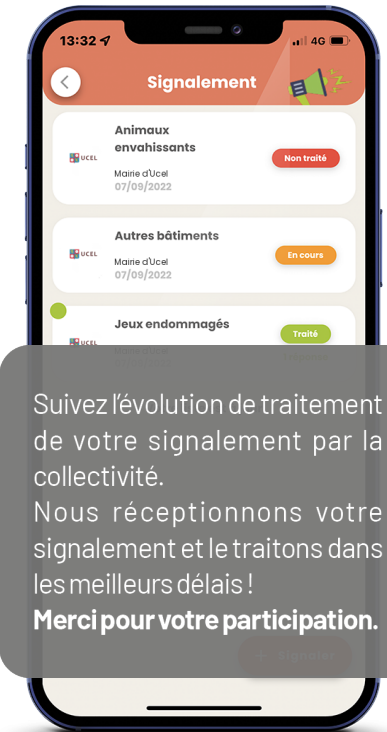 13:32 4G
Signalement
Animaux
envahissants
UCEL
Non traité
Mairie d'Ucel
07/09/2022
Autres bâtiments
UCEL
En cours
Mairie d'Ucel
07/09/2022
Jeux endommagés
UCEL
Traité
Suivez l'évolution de traitement
de votre signalement par la
collectivité.
Nous réceptionnons votre
signalement et le traitons dans
les meilleurs délais !
Merci pour votre participation.
+ Signaler